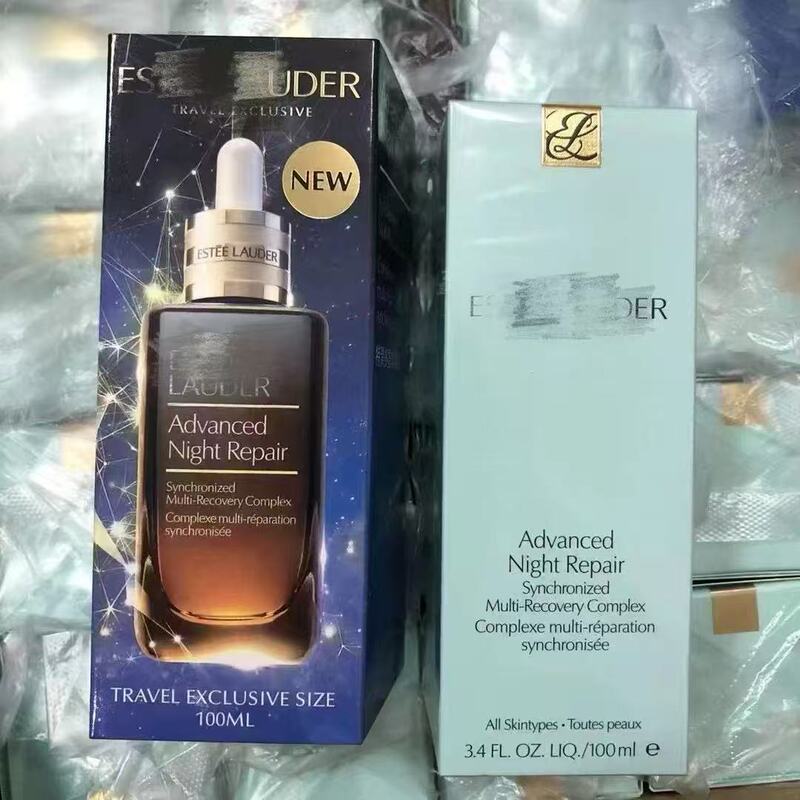 LAUDER
TRAVEL EXCLUSIVE
NEW
ESTĒE LAUDER
LAUDER
Advanced
Night Repair
Synchronized
Multi-Recovery Complex
Complexe multi-réparation
synchronisée
TRAVEL EXCLUSIVE SIZE
100ML
EL
Advanced
Night Repair
Synchronized
Multi-Recovery Complex
Complexe multi-réparation
synchronisée
All Skintypes • Toutes peaux
3.4 FL. OZ. LIQ./100ml e